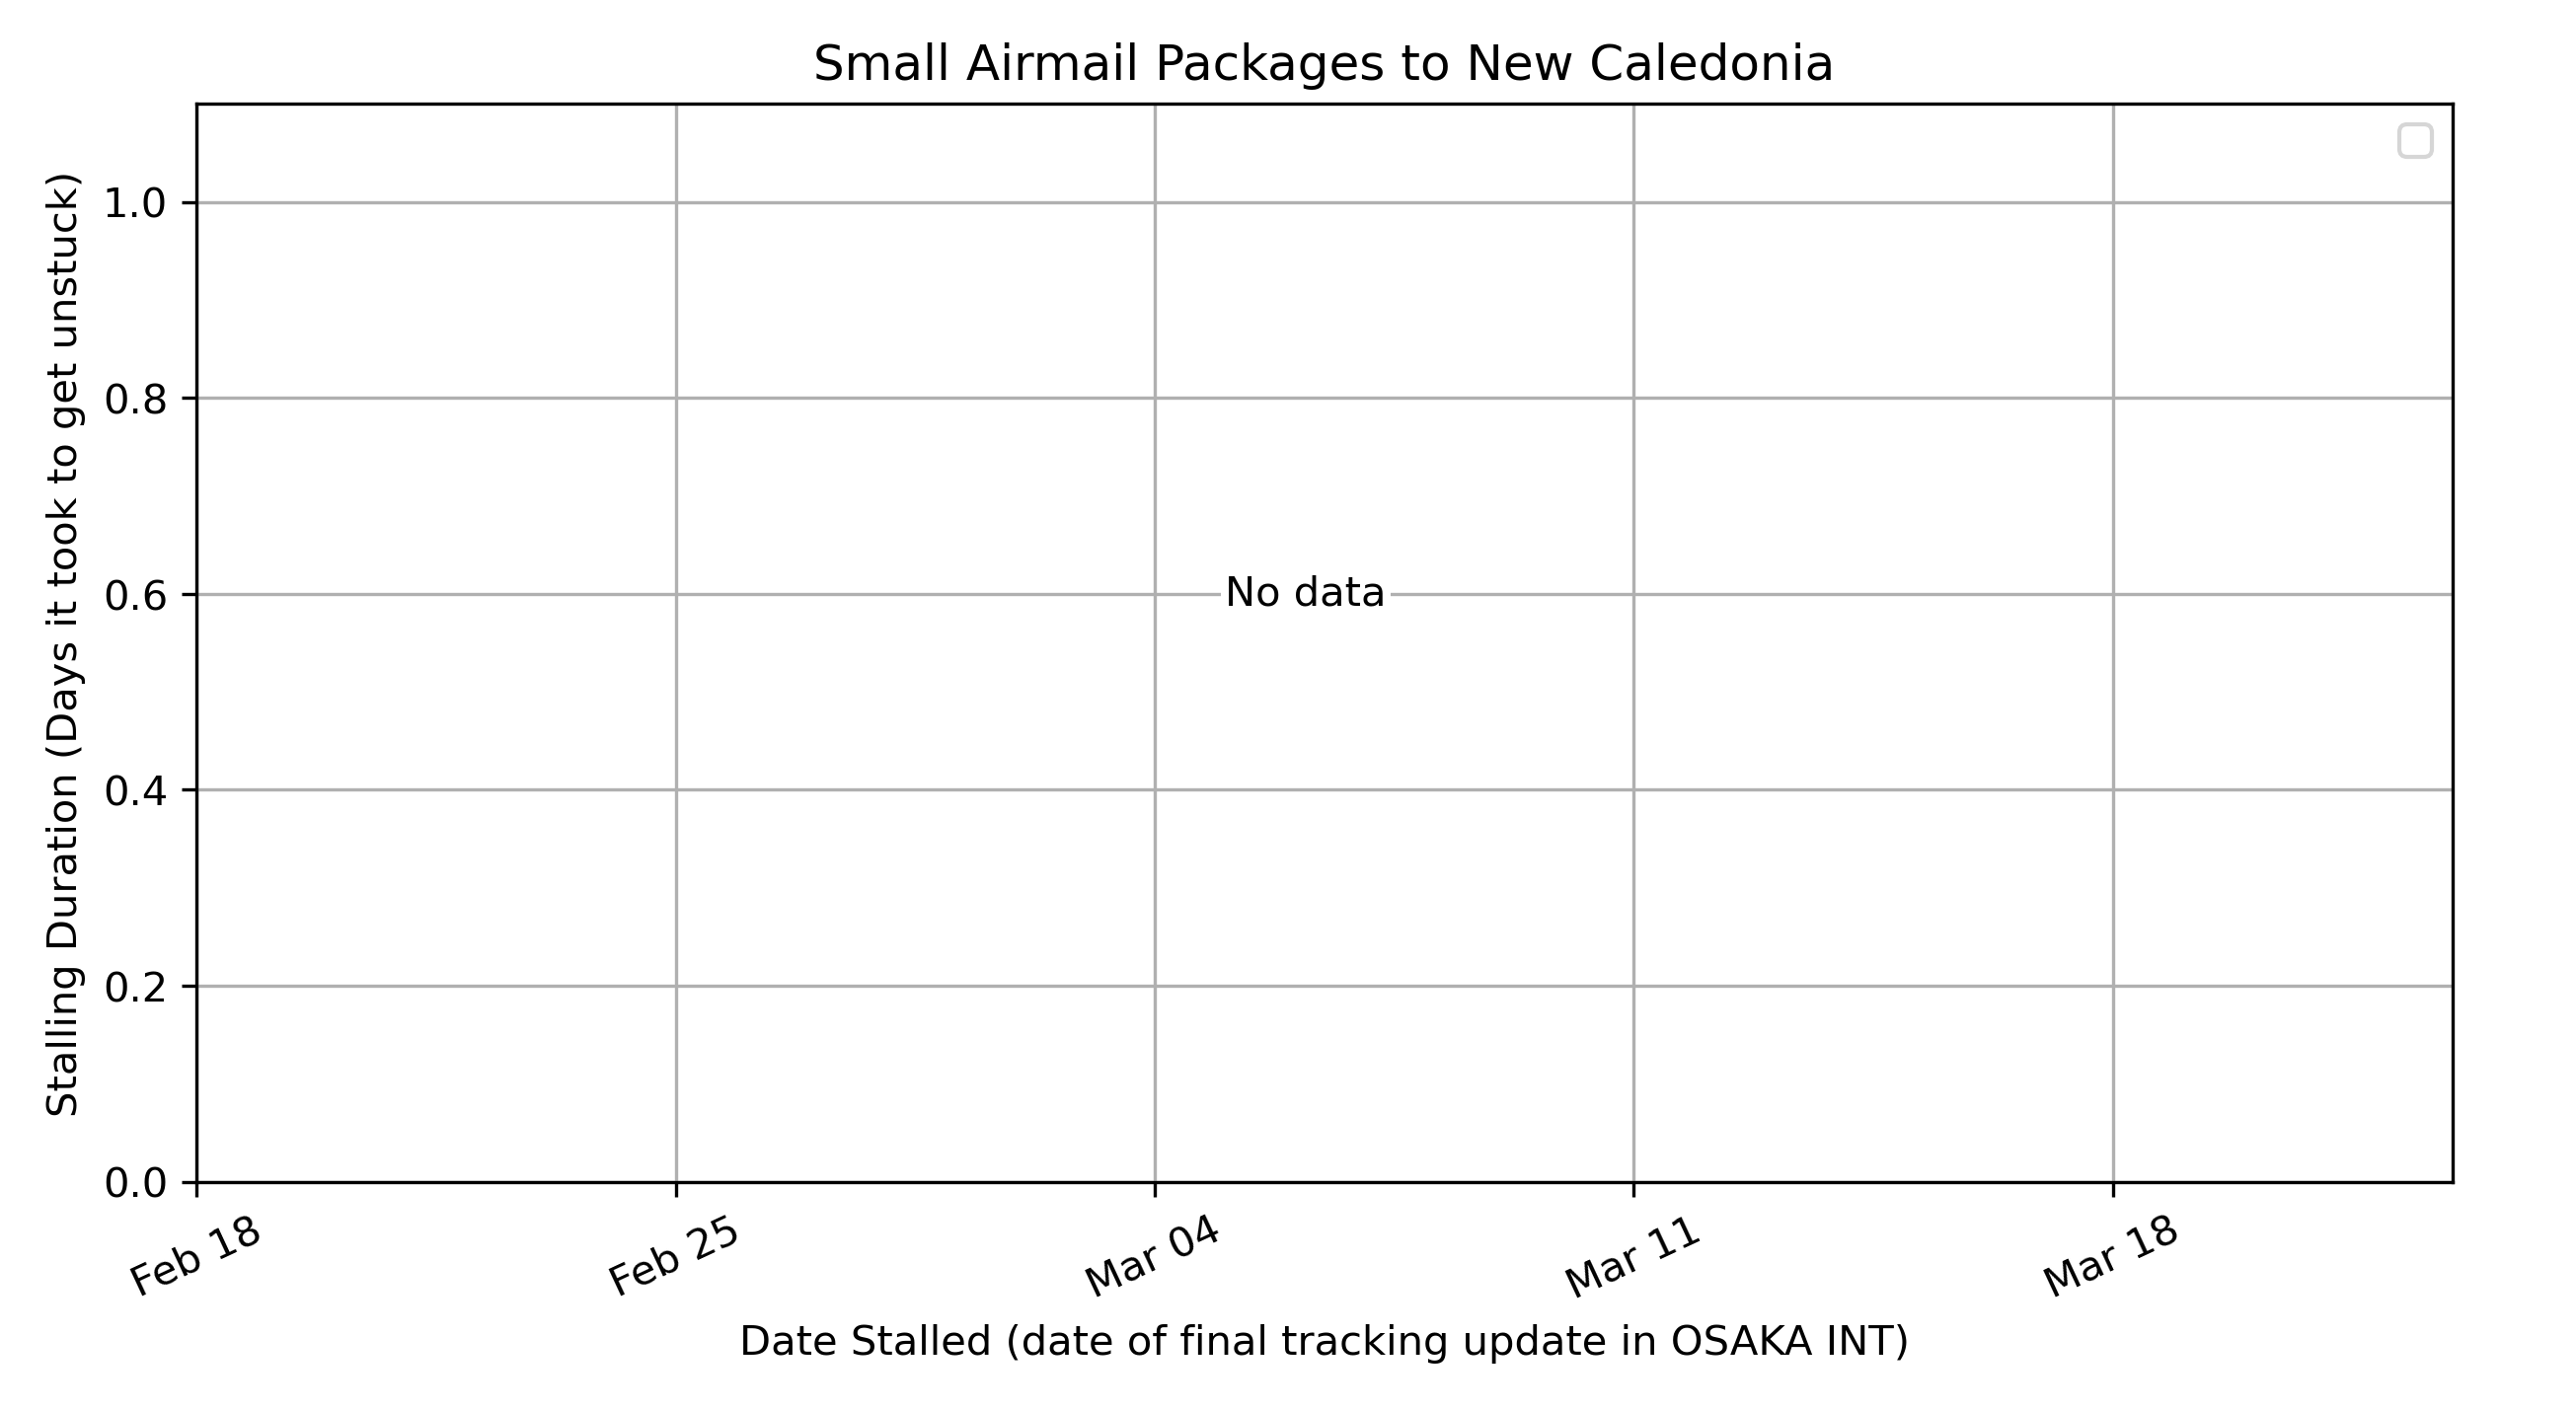 Small Airmail Packages to New Caledonia
Stalling Duration (Days it took to get unstuck)
1.0
0.8
0.6
0.4
0.2
0.0
No data
Feb 18
Feb 25
Mar 04
Mar 11
Mar 18
Date Stalled (date of final tracking update in OSAKA INT)